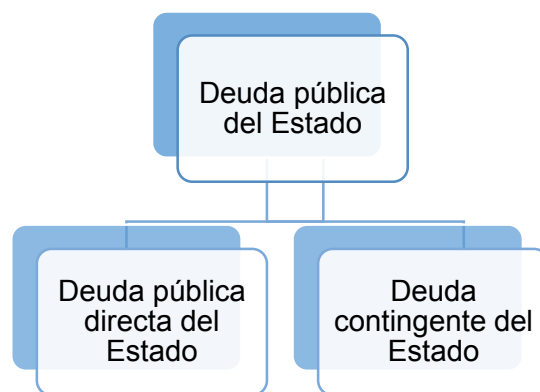 Deuda pública
del Estado
Deuda pública
directa del
Estado
Deuda
contingente del
Estado